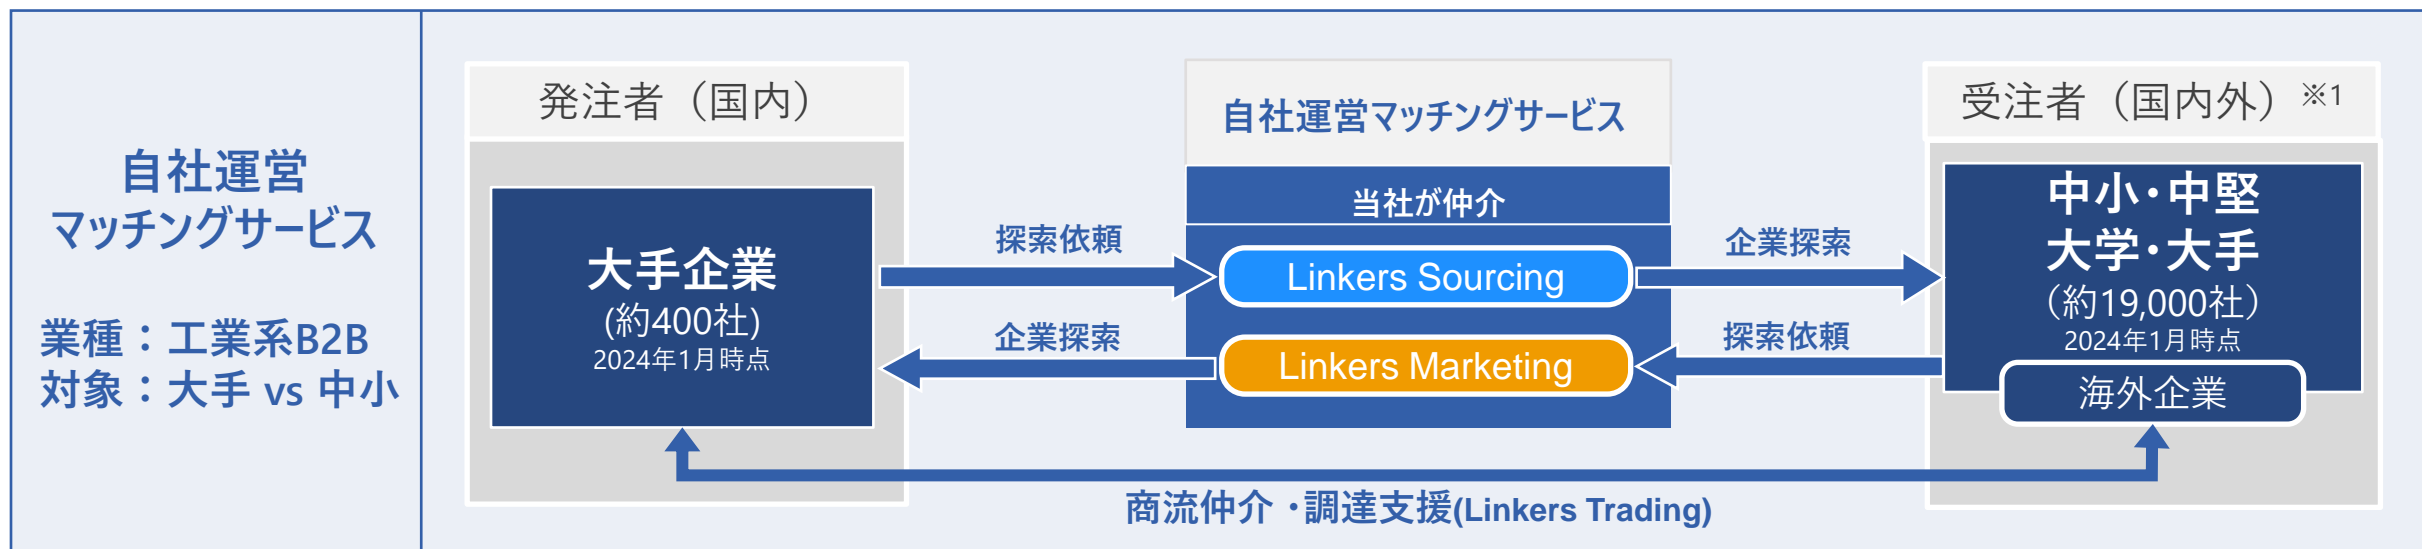 自社運営
マッチングサービス
業種：工業系B2B
対象：大手 vs 中小
発注者（国内）
大手企業
(約400社)
2024年1月時点
探索依頼
企業探索
自社運営マッチングサービス
当社が仲介
Linkers Sourcing
Linkers Marketing
企業探索
探索依頼
受注者（国内外）※1
中小・中堅
大学・大手
（約19,000社）
2024年1月時点
海外企業
商流仲介・調達支援(Linkers Trading)